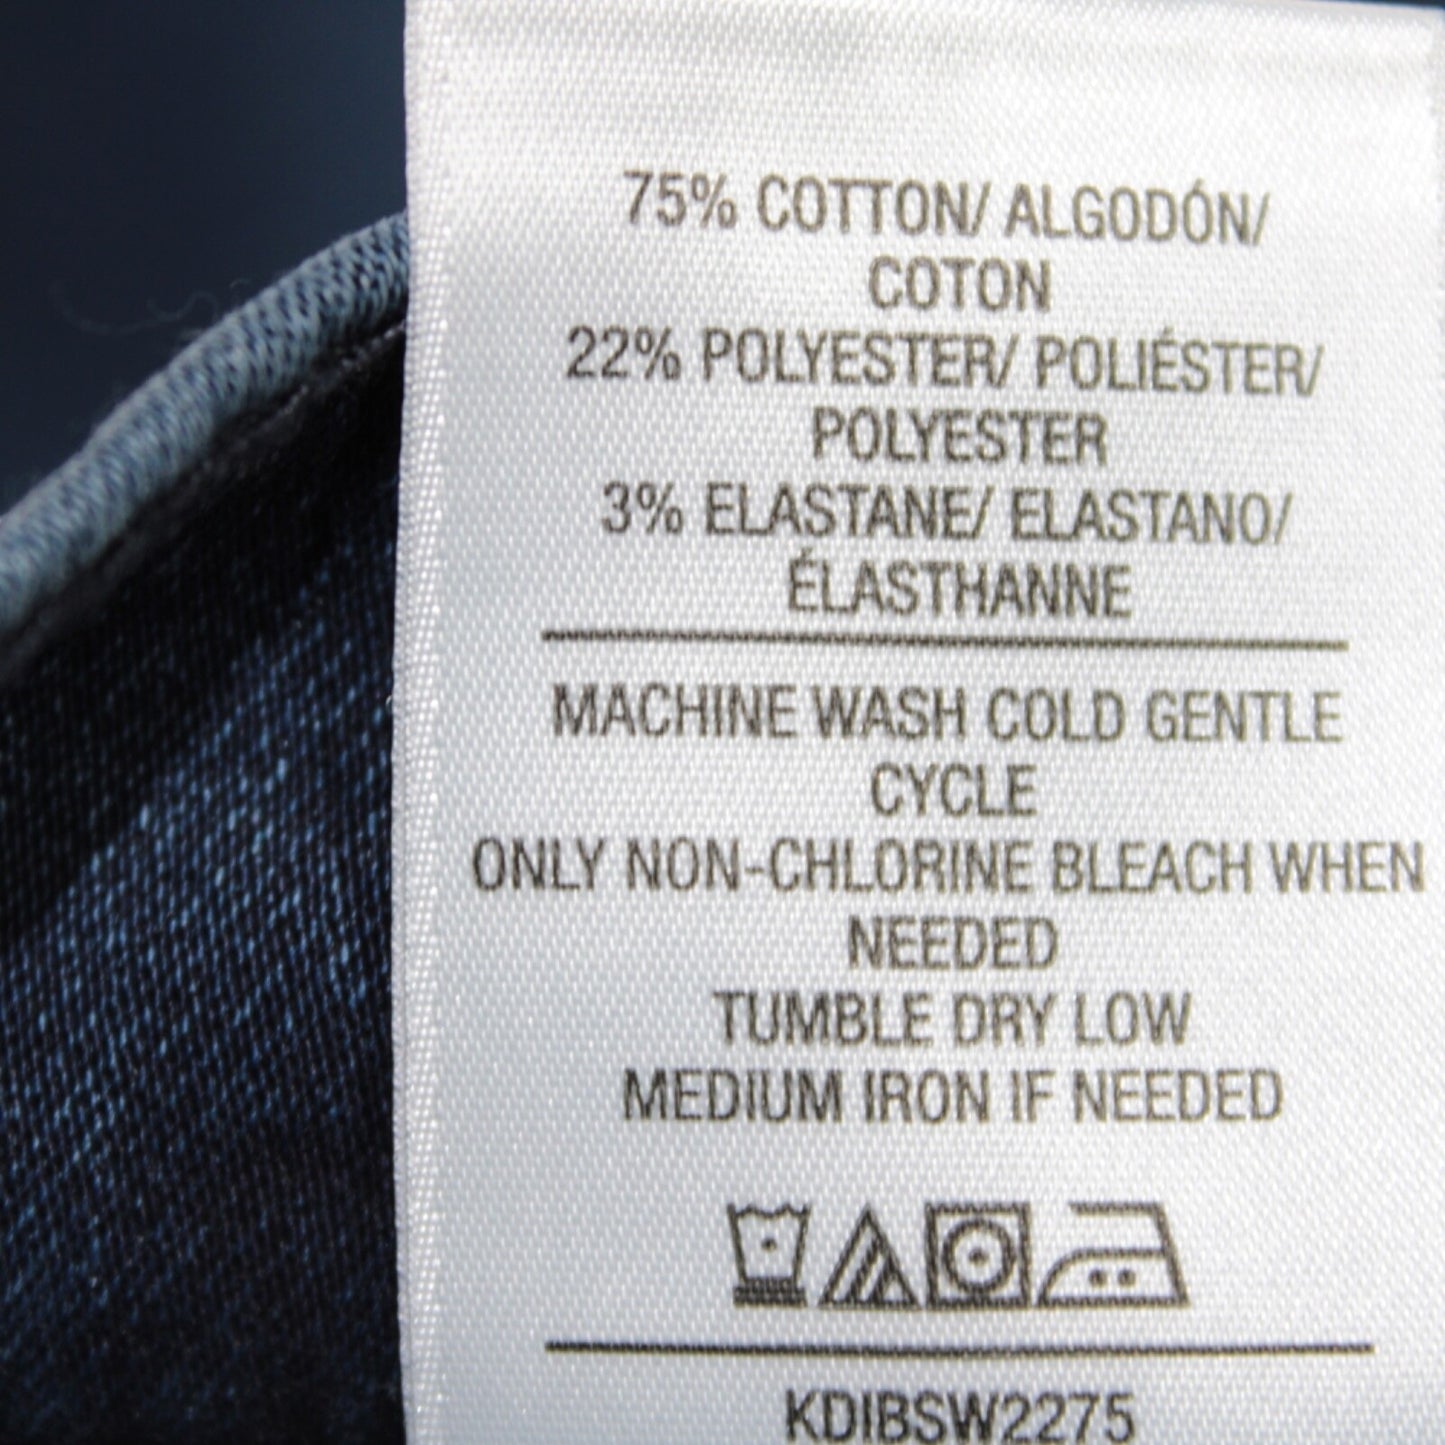 75% COTTON/ ALGODÓN/
COTON
22% POLYESTER/ POLIÉSTER/
POLYESTER
3% ELASTANE/ ELASTANO/
ÉLASTHANNE
MACHINE WASH COLD GENTLE
CYCLE
ONLY NON-CHLORINE BLEACH WHEN
NEEDED
TUMBLE DRY LOW
MEDIUM IRON IF NEEDED
KDIBSW2275